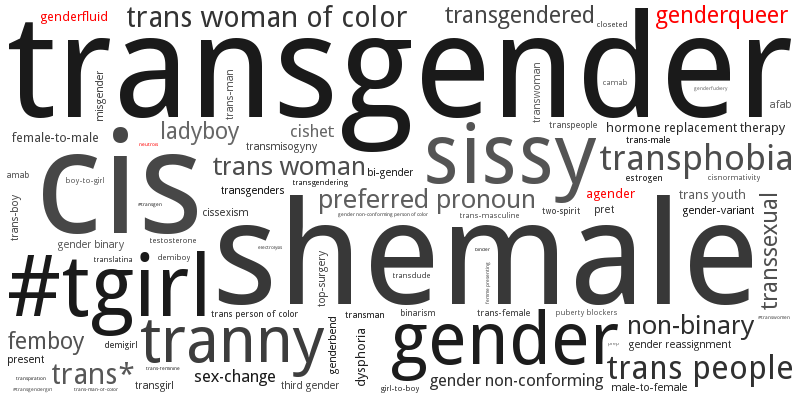 genderfluid
trans woman of color
transgendered
closeted
genderqueer
transgender
misgender
trans-man
transwoman
camab
genderfuckery
afab
female-to-male
ladyboy
cishet
transpeople
hormone replacement therapy
neutrois
transmisogyny
trans-male
cis
sissy
transphobia
trans woman
bi-gender
estrogen
cisnormativity
amab
boy-to-girl
transgendering
transgenders
preferred pronoun
agender
trans youth
trans-boy
#transgen
cissexism
gender non-conforming person of color
trans-masculine
two-spirit
pret
gender-variant
transsexual
gender binary
testosterone
electrolysis
shemale
translatina
demiboy
top-surgery
transdude
femme presenting
#tgirl
trans person of color
transman
binarism
trans-female
puberty blockers
#transwomen
femboy
demigirl
tranny
genderbend
dysphoria
gender
non-binary
gender reassignment
present
trans*
trans-feminine
sex-change
third gender
trans people
transgirl
girl-to-boy
gender non-conforming
male-to-female
#transgendergirl
trans-man-of-color